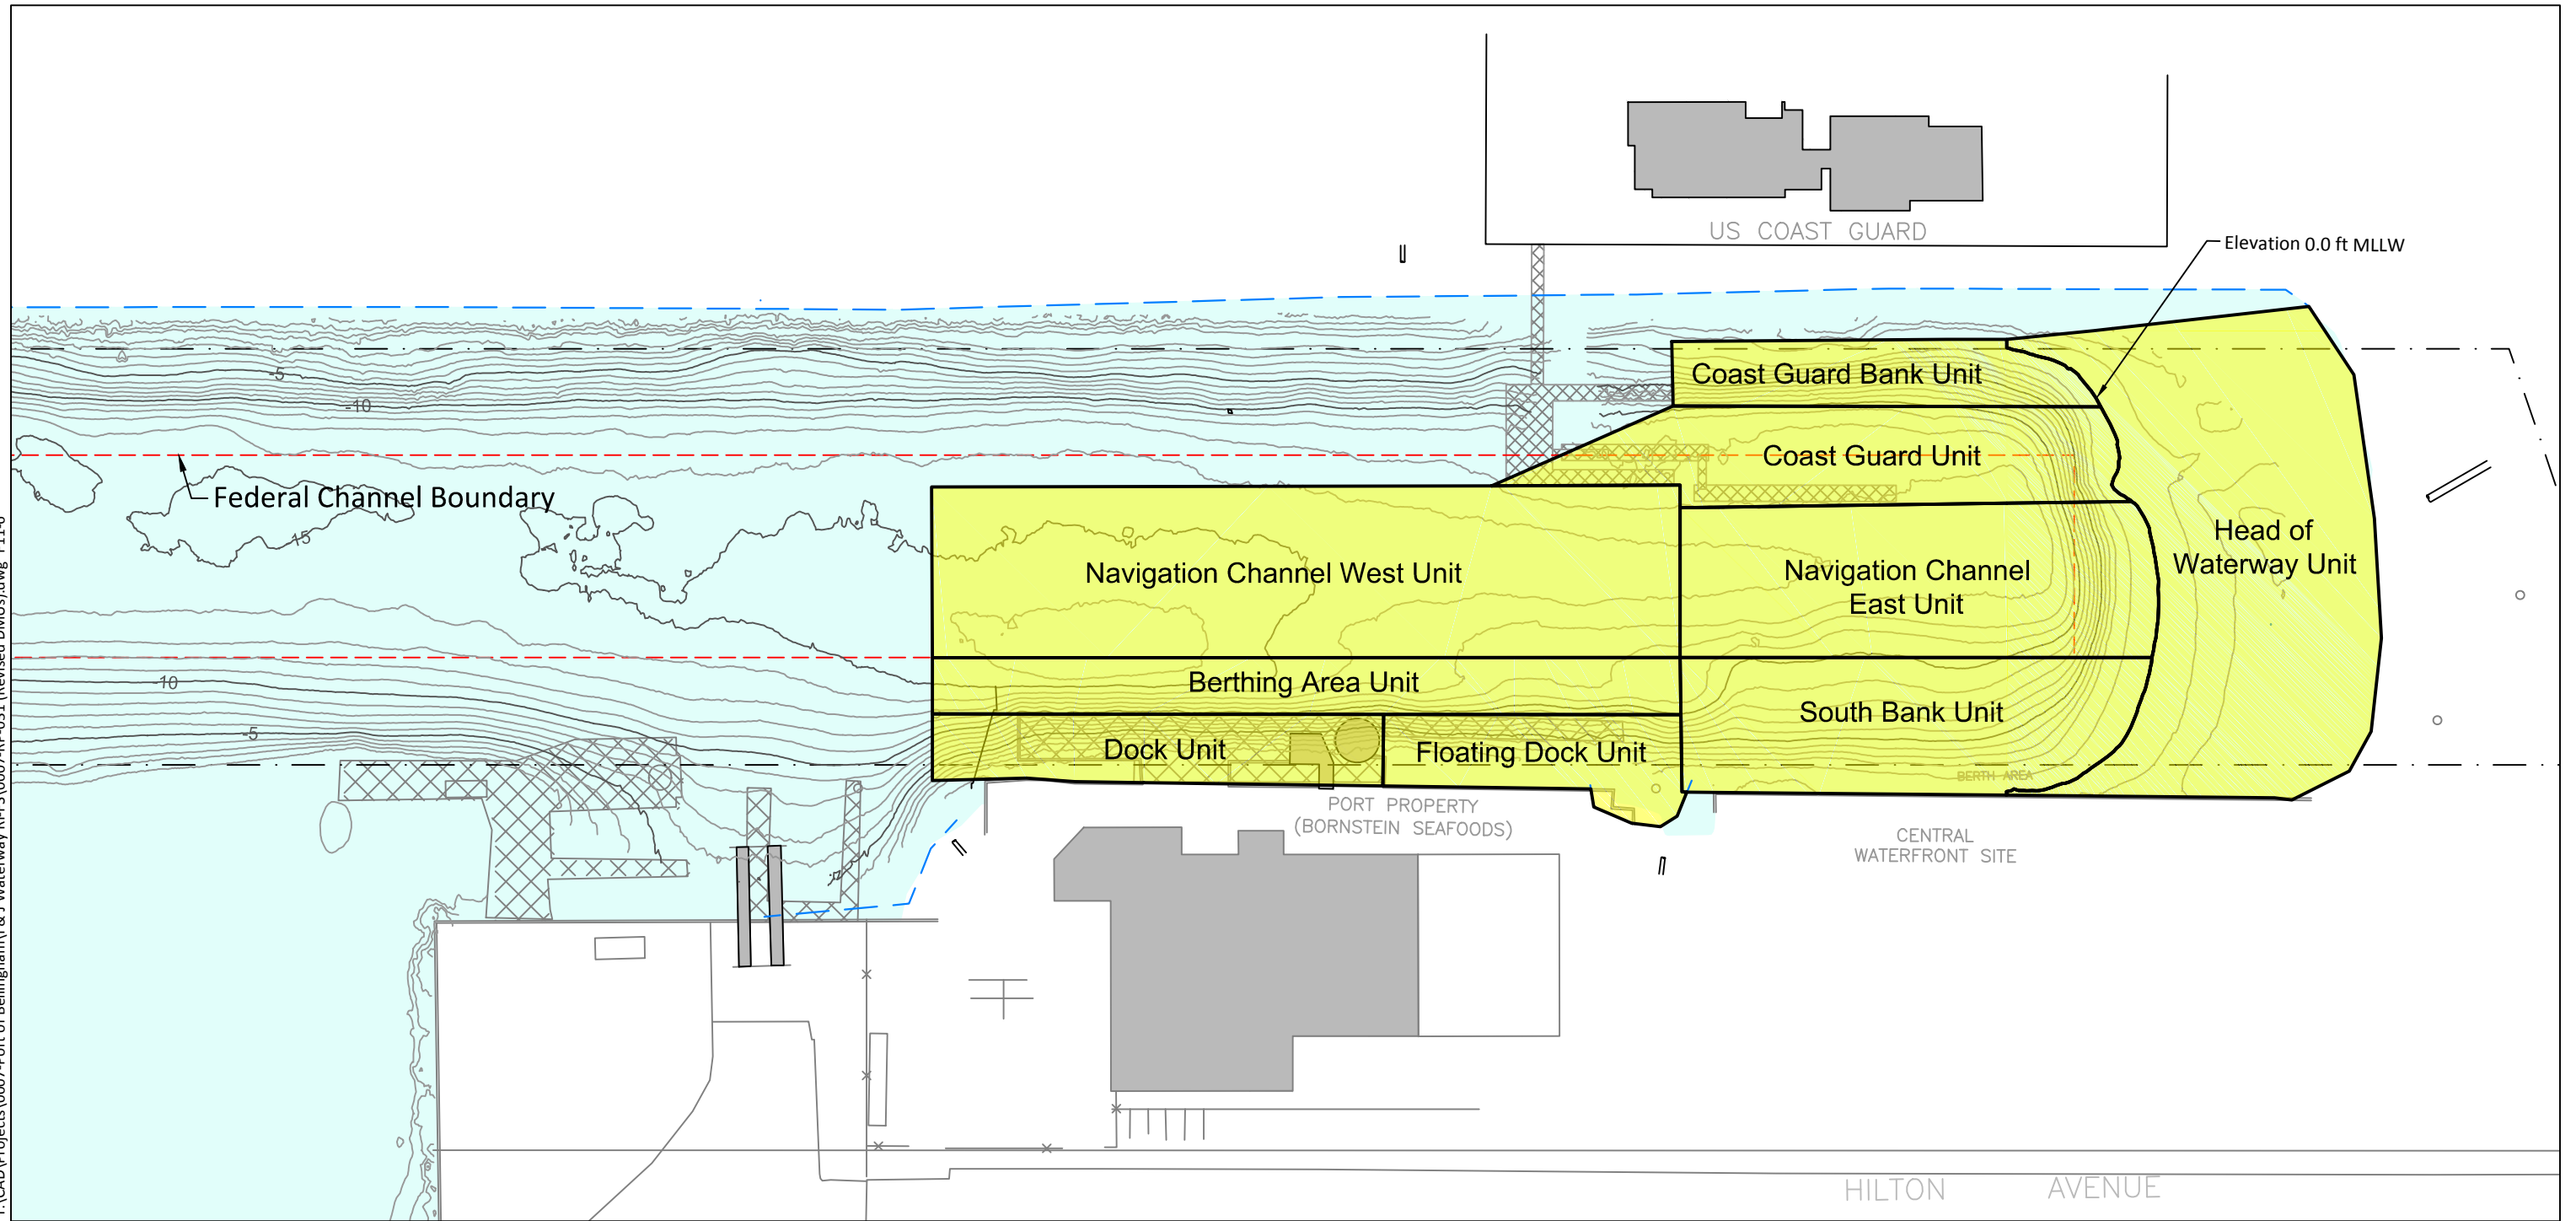 US COAST GUARD
Elevation 0.0 ft MLLW
-5
Coast Guard Bank Unit
-10
Coast Guard Unit
Federal Channel Boundary
15
Head of
Waterway Unit
Navigation Channel West Unit
Navigation Channel
East Unit
-10
Berthing Area Unit
South Bank Unit
-5
Dock Unit
Floating Dock Unit
BERTH AREA
PORT PROPERTY
(BORNSTEIN SEAFOODS)
CENTRAL
WATERFRONT SITE
HILTON AVENUE